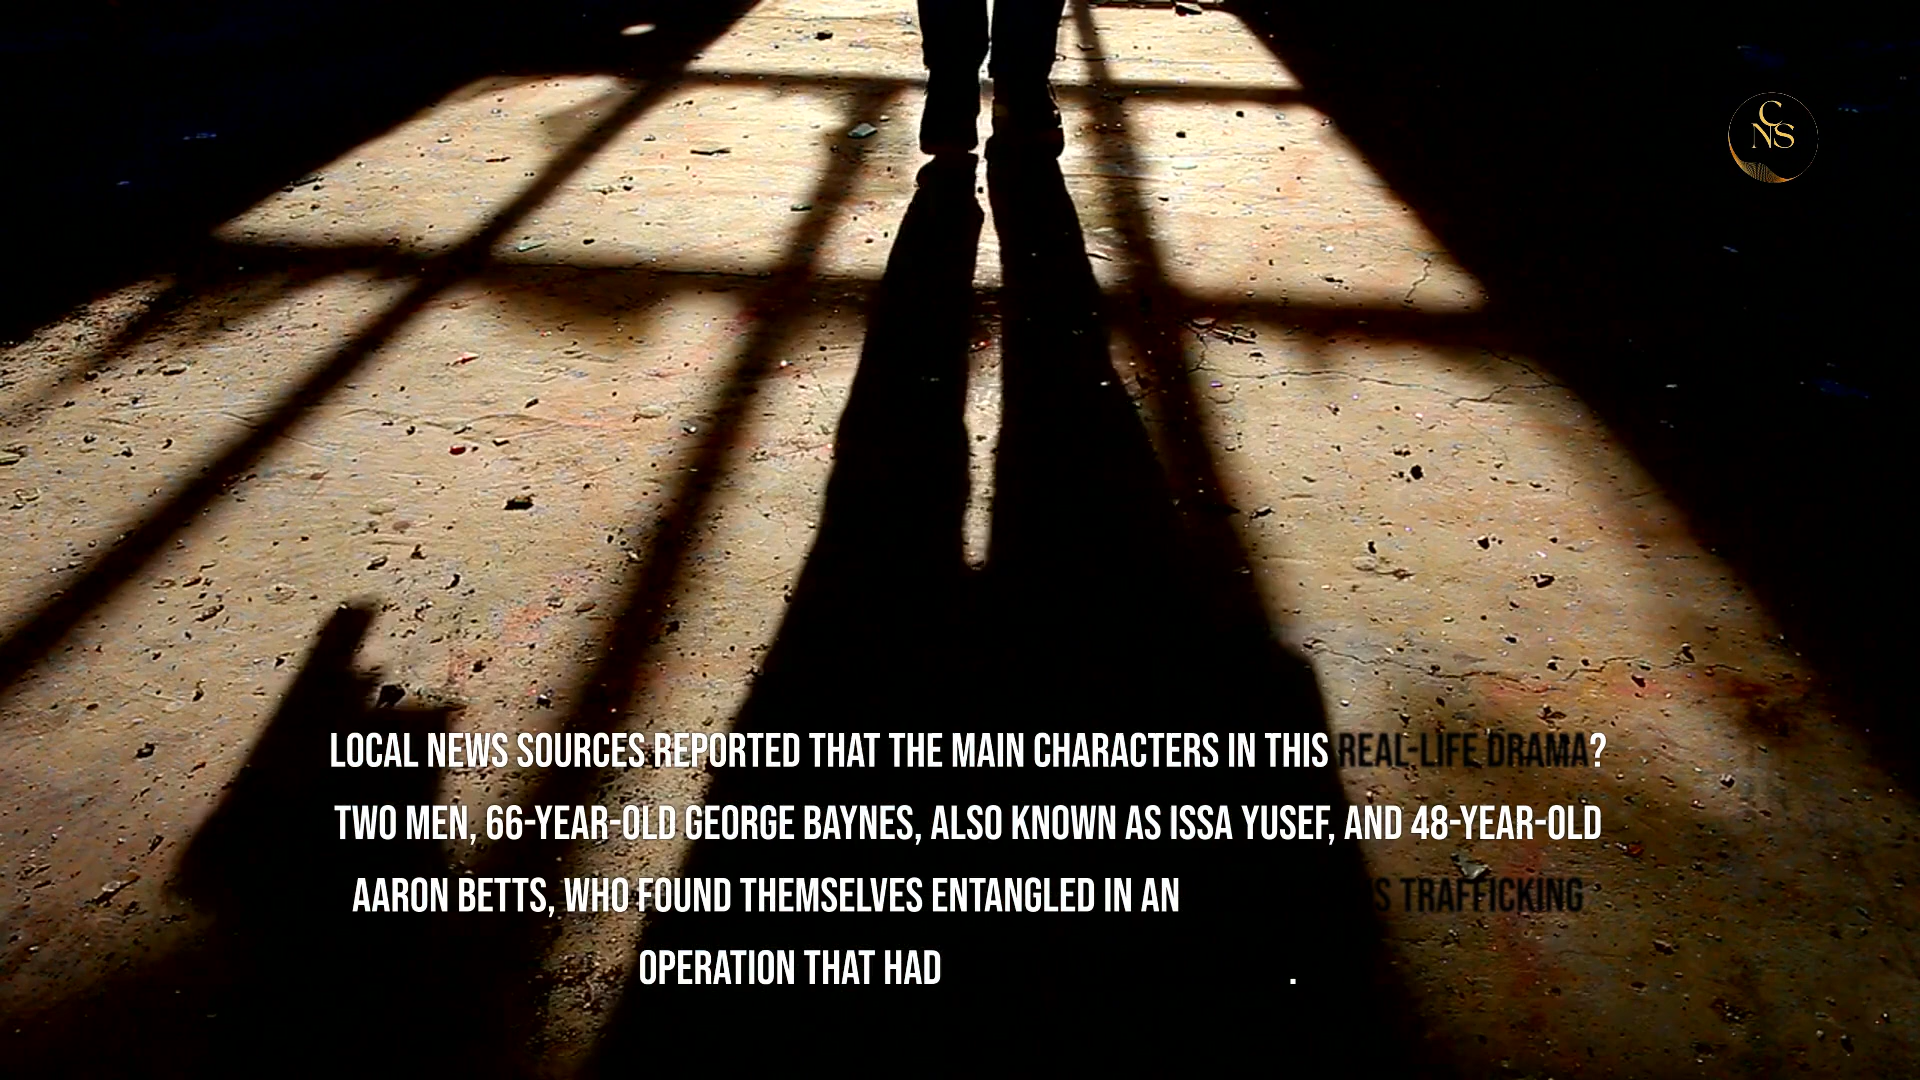 CNS
LOCAL NEWS SOURCES REPORTED THAT THE MAIN CHARACTERS IN THIS REAL-LIFE DRAMA?
TWO MEN, 66-YEAR-OLD GEORGE BAYNES, ALSO KNOWN AS ISSA YUSEF, AND 48-YEAR-OLD
AARON BETTS, WHO FOUND THEMSELVES ENTANGLED IN AN TRAFFICKING
OPERATION THAT HAD .